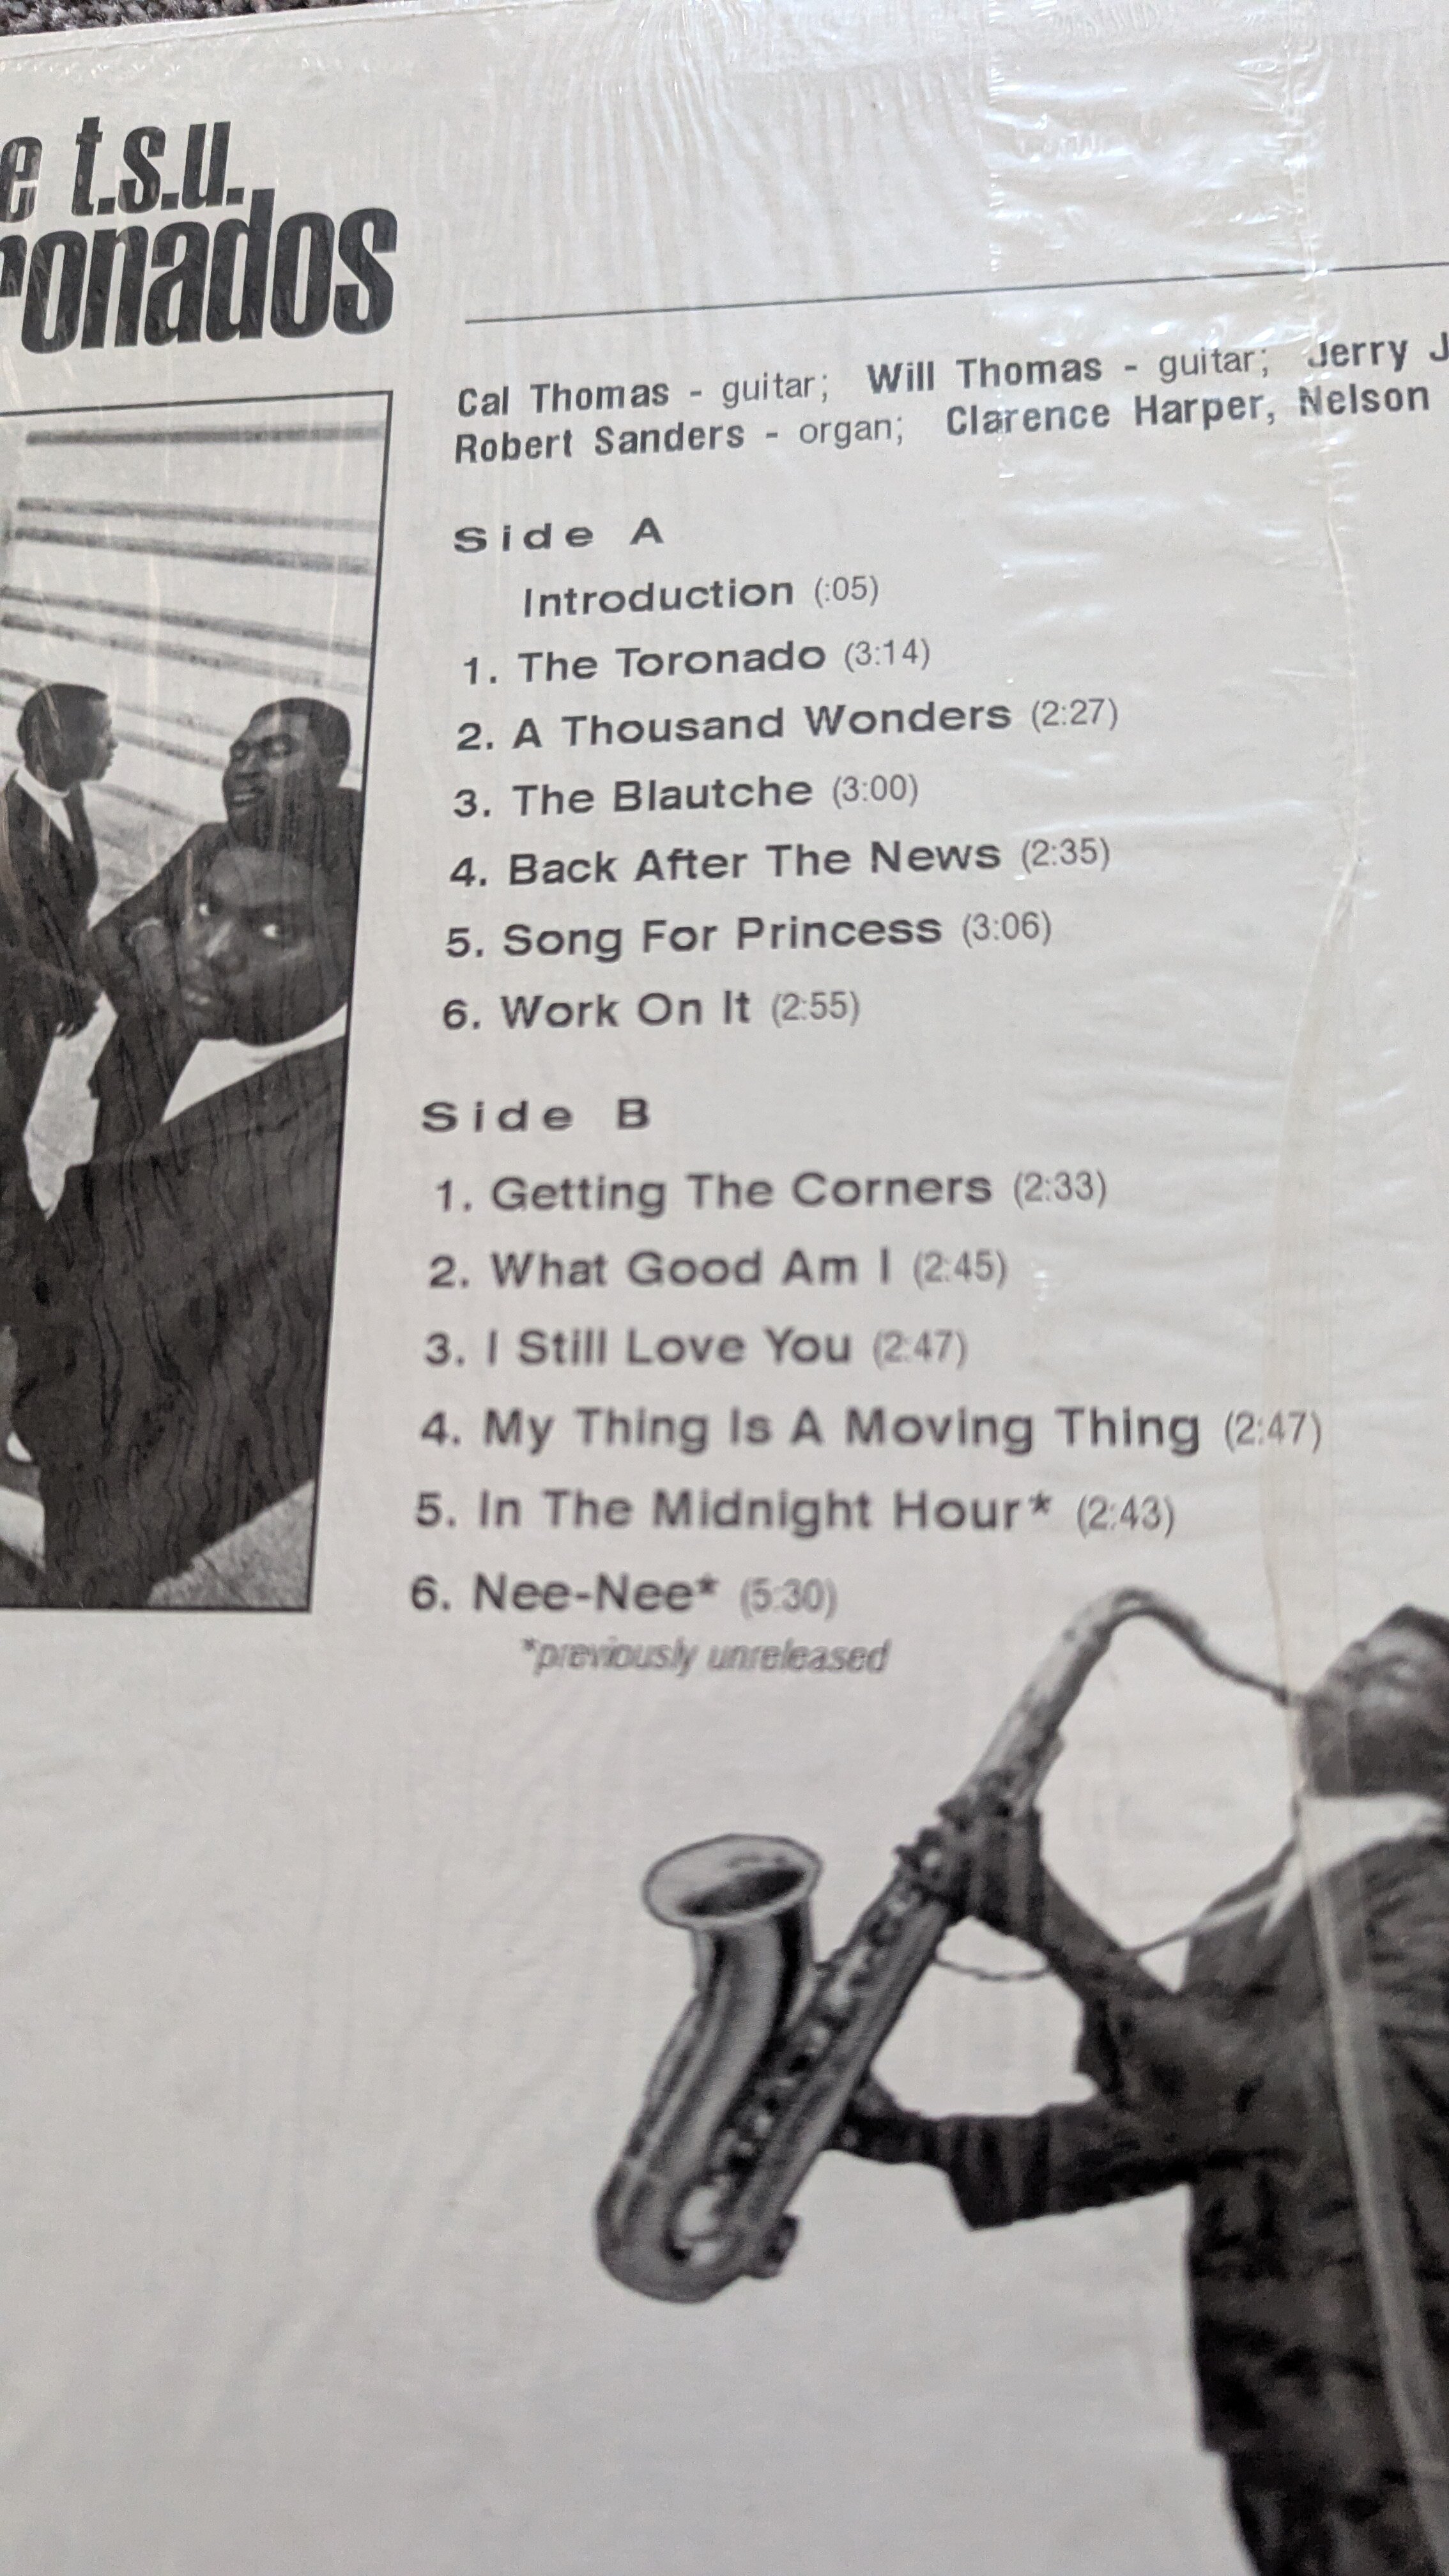 e t.s.u.
ronados
Cal Thomas - guitar; Will Thomas - guitar; Jerry J
Robert Sanders - organ; Clarence Harper, Nelson
Side A
Introduction (:05)
1. The Toronado (3:14)
2. A Thousand Wonders (2:27)
3. The Blautche (3:00)
4. Back After The News (2:35)
5. Song For Princess (3:06)
6. Work On It (2:55)
Side B
1. Getting The Corners (2:33)
2. What Good Am I (2:45)
3. I Still Love You (2:47)
4. My Thing Is A Moving Thing (2:47)
5. In The Midnight Hour* (2:43)
6. Nee-Nee* (5:30)
*previously unreleased